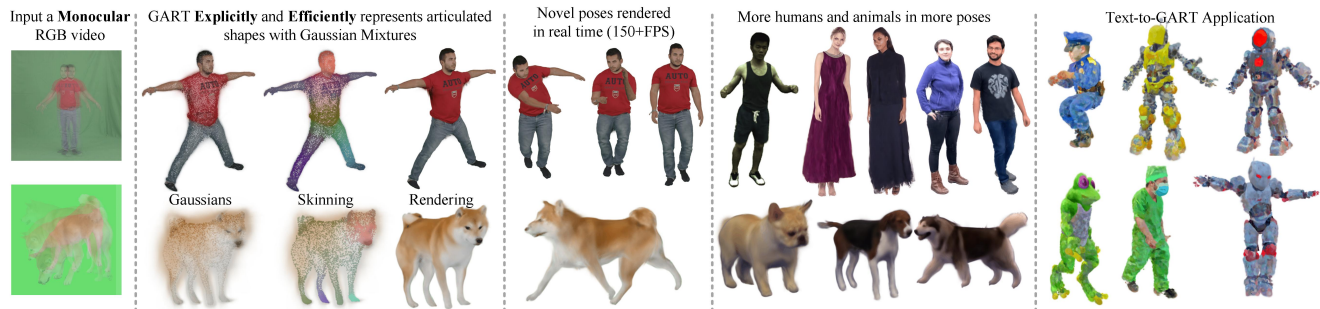 Input a Monocular
RGB video
GART Explicitly and Efficiently represents articulated
shapes with Gaussian Mixtures
Gaussians
Skinning
Rendering
Novel poses rendered
in real time (150+FPS)
More humans and animals in more poses
Text-to-GART Application